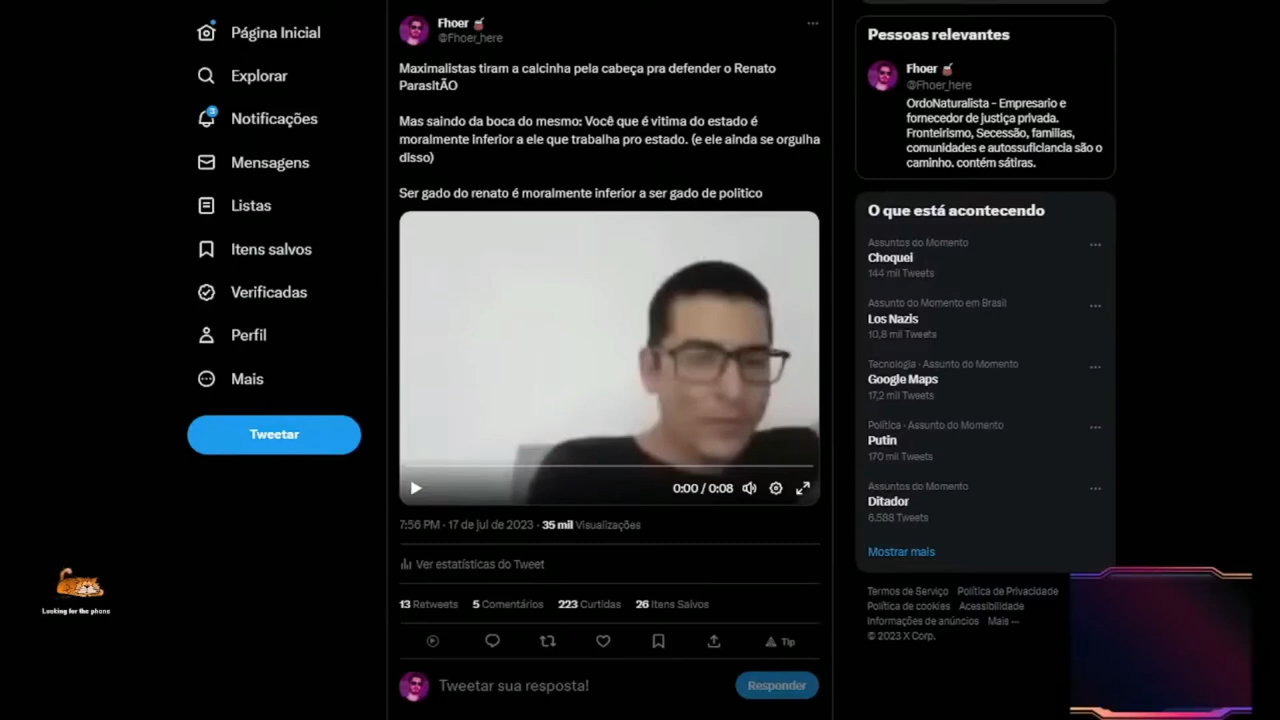 Página Inicial
Explorar
3
Notificações
Mensagens
Listas
Itens salvos
Verificadas
Perfil
Mais
Tweetar
Looking for the phone
Fhoer
@Fhoer_here
Maximalistas tiram a calcinha pela cabeça pra defender o Renato
ParasitÃO
Mas saindo da boca do mesmo: Você que é vitima do estado é
moralmente inferior a ele que trabalha pro estado. (e ele ainda se orgulha
disso)
Ser gado do renato é moralmente inferior a ser gado de politico
0:00 / 0:08
7:56 PM · 17 de jul de 2023 · 35 mil Visualizações
Ver estatísticas do Tweet
13 Retweets 5 Comentários 223 Curtidas 26 Itens Salvos
Tip
Tweetar sua resposta!
Responder
Pessoas relevantes
Fhoer
@Fhoer_here
OrdoNaturalista - Empresario e
fornecedor de justiça privada.
Fronteirismo, Secessão, familias,
comunidades e autossuficiancia são o
caminho. contém sátiras.
O que está acontecendo
Assuntos do Momento
Choquei
144 mil Tweets
Assunto do Momento em Brasil
Los Nazis
10,8 mil Tweets
Tecnologia · Assunto do Momento
Google Maps
17,2 mil Tweets
Política · Assunto do Momento
Putin
170 mil Tweets
Assuntos do Momento
Ditador
6.588 Tweets
Mostrar mais
Termos de Serviço Política de Privacidade
Política de cookies Acessibilidade
Informações de anúncios Mais ···
© 2023 X Corp.